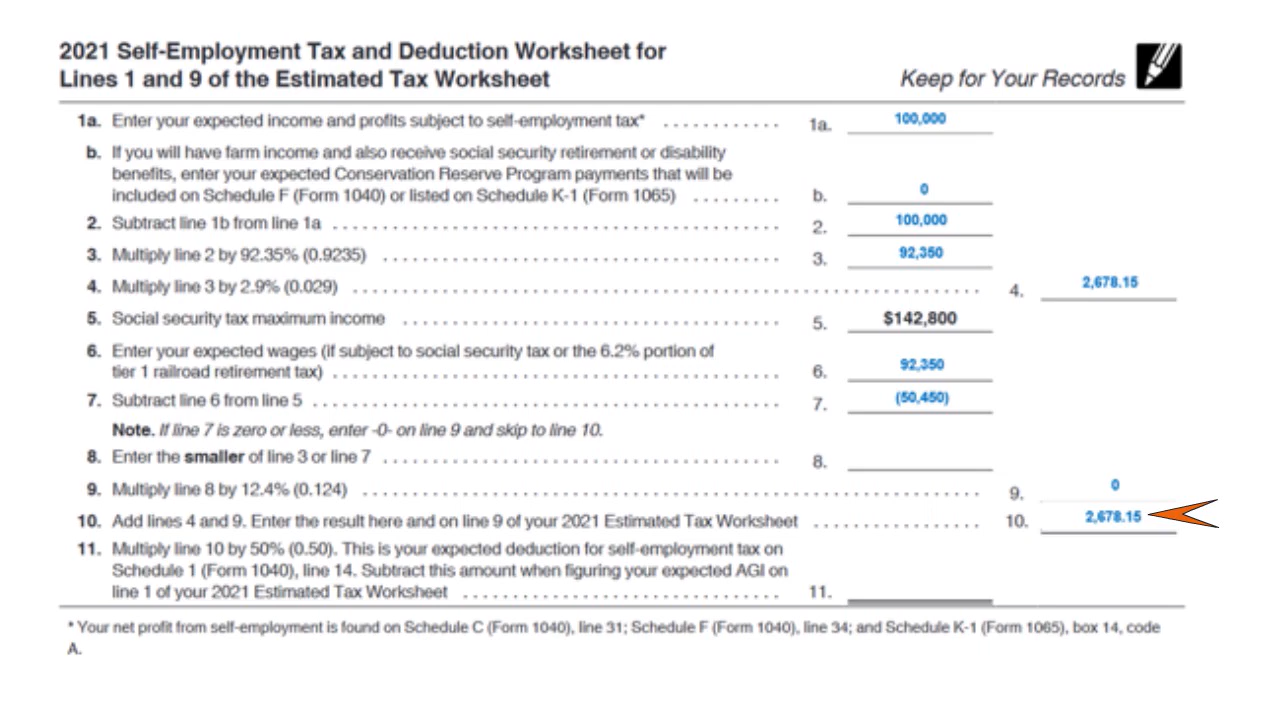 2021 Self-Employment Tax and Deduction Worksheet for
Lines 1 and 9 of the Estimated Tax Worksheet
Keep for Your Records
1a. Enter your expected income and profits subject to self-employment tax* ............ 1a. 100,000
b. If you will have farm income and also receive social security retirement or disability
benefits, enter your expected Conservation Reserve Program payments that will be
included on Schedule F (Form 1040) or listed on Schedule K-1 (Form 1065) ......... b. 0
2. Subtract line 1b from line 1a ............ 2. 100,000
3. Multiply line 2 by 92.35% (0.9235) ............ 3. 92,350
4. Multiply line 3 by 2.9% (0.029) ............ 4. 2,678.15
5. Social security tax maximum income ............ 5. $142,800
6. Enter your expected wages (if subject to social security tax or the 6.2% portion of
tier 1 railroad retirement tax) ............ 6. 92,350
7. Subtract line 6 from line 5 ............ 7. (50,450)
Note. If line 7 is zero or less, enter -0- on line 9 and skip to line 10.
8. Enter the smaller of line 3 or line 7 ............ 8.
9. Multiply line 8 by 12.4% (0.124) ............ 9. 0
10. Add lines 4 and 9. Enter the result here and on line 9 of your 2021 Estimated Tax Worksheet ............ 10. 2,678.15
11. Multiply line 10 by 50% (0.50). This is your expected deduction for self-employment tax on
Schedule 1 (Form 1040), line 14. Subtract this amount when figuring your expected AGI on
line 1 of your 2021 Estimated Tax Worksheet ............ 11.
* Your net profit from self-employment is found on Schedule C (Form 1040), line 31; Schedule F (Form 1040), line 34; and Schedule K-1 (Form 1065), box 14, code
A.